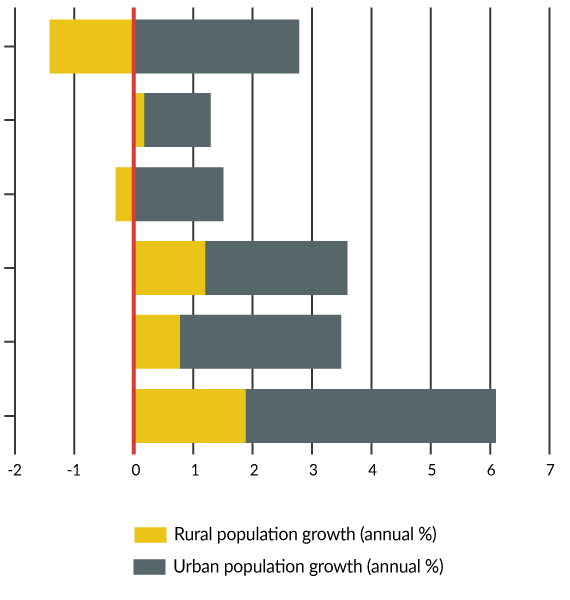 -2 -1 0 1 2 3 4 5 6 7
Rural population growth (annual %)
Urban population growth (annual %)